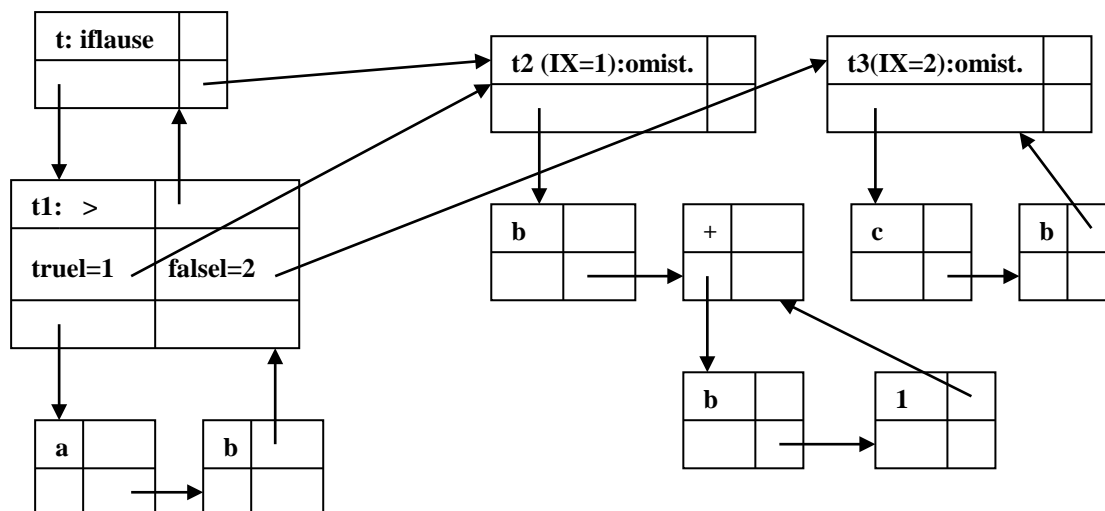 t: iflause
t2 (IX=1):omist.
t3(IX=2):omist.
t1: >
truel=1
falsel=2
b
+
c
b
b
1
a
b